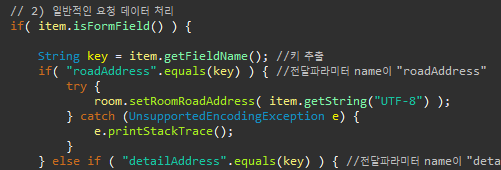 // 2) 일반적인 요청 데이터 처리
if( item.isFormField() ) {
String key = item.getFieldName(); //키 추출
if( "roadAddress".equals(key) ) { //전달파라미터 name이 "roadAddress"
try {
room.setRoomRoadAddress( item.getString("UTF-8") );
} catch (UnsupportedEncodingException e) {
e.printStackTrace();
}
} else if ( "detailAddress".equals(key) ) { //전달파라미터 name이 "deta